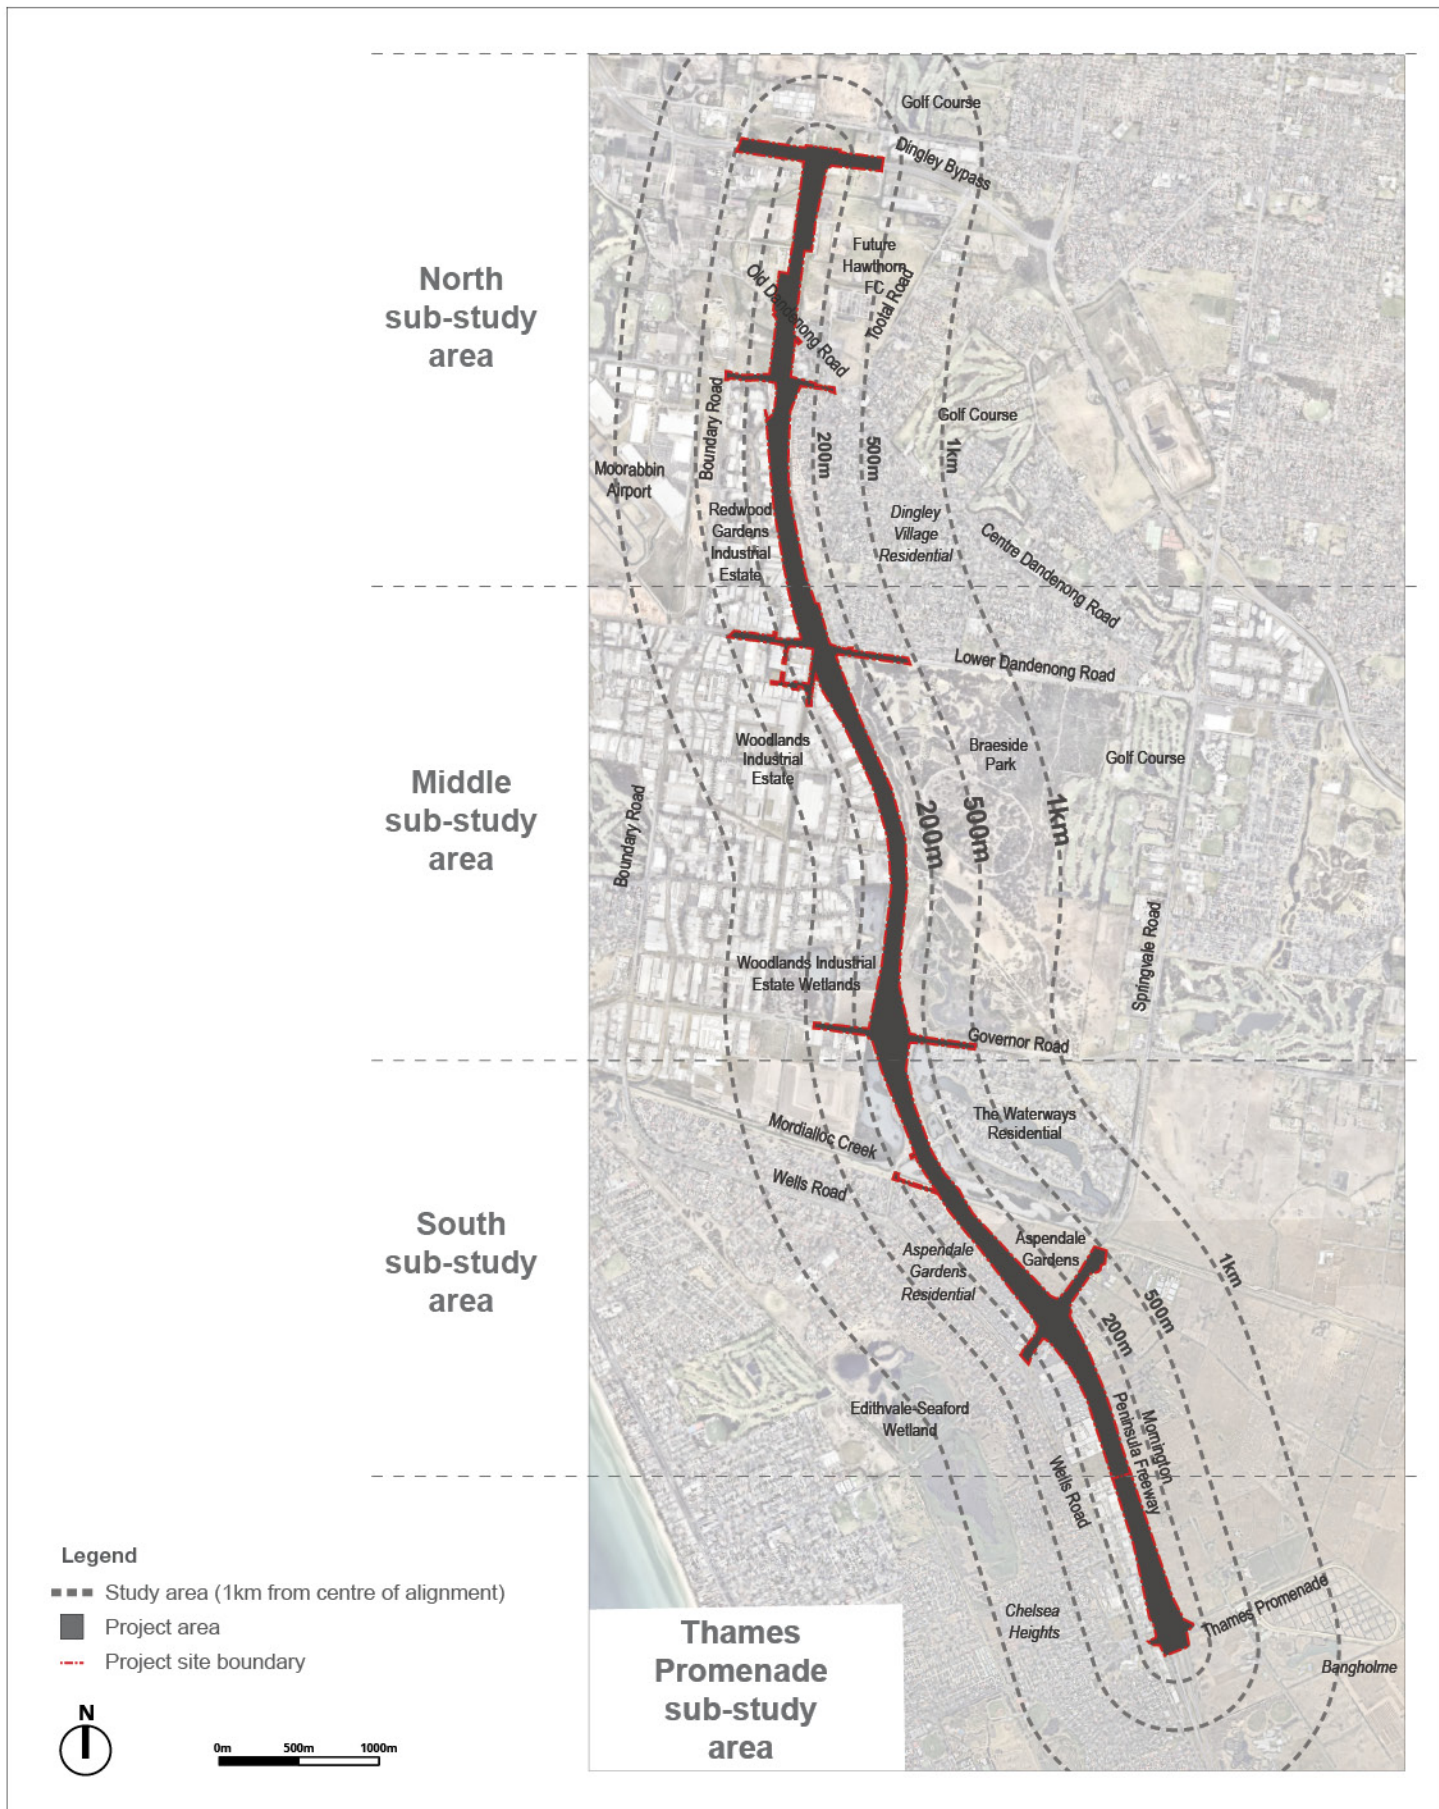 Golf Course
Dingley Bypass
North
sub-study
area
Future
Hawthorn
FC
Tootal Road
Old Dandenong Road
Boundary Road
200m
500m
1km
Golf Course
Moorabbin
Airport
Redwood
Gardens
Industrial
Estate
Dingley
Village
Residential
Centre Dandenong Road
Lower Dandenong Road
Middle
sub-study
area
Woodlands
Industrial
Estate
Braeside
Park
Golf Course
Boundary Road
200m
500m
1km
Springvale Road
Woodlands Industrial
Estate Wetlands
Governor Road
South
sub-study
area
The Waterways
Residential
Mordialloc Creek
Wells Road
Aspendale
Gardens
Residential
Aspendale
Gardens
1km
500m
200m
Edithvale-Seaford
Wetland
Mornington
Peninsula Freeway
Wells Road
Thames Promenade
Chelsea
Heights
Bangholme
Thames
Promenade
sub-study
area
Legend
Study area (1km from centre of alignment)
Project area
Project site boundary
N
0m 500m 1000m